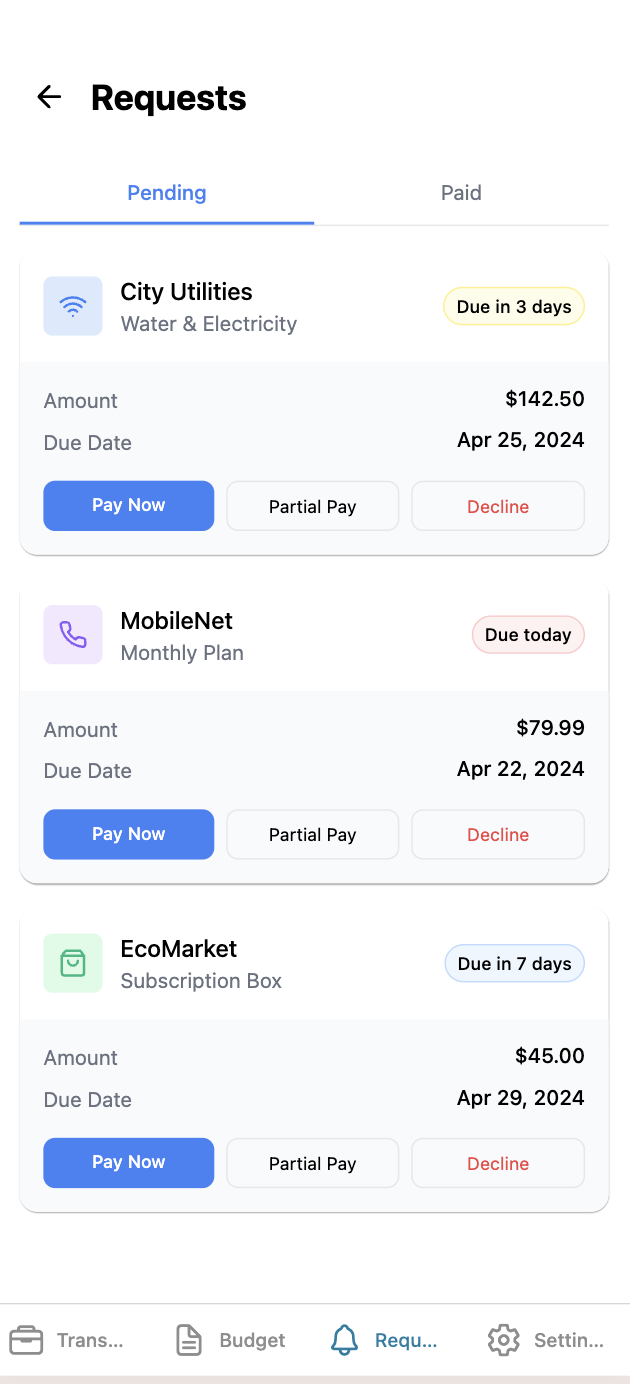 Requests
Pending Paid
City Utilities
Water & Electricity
Due in 3 days
Amount $142.50
Due Date Apr 25, 2024
Pay Now Partial Pay Decline
MobileNet
Monthly Plan
Due today
Amount $79.99
Due Date Apr 22, 2024
Pay Now Partial Pay Decline
EcoMarket
Subscription Box
Due in 7 days
Amount $45.00
Due Date Apr 29, 2024
Pay Now Partial Pay Decline
Trans... Budget Requ... Settin...